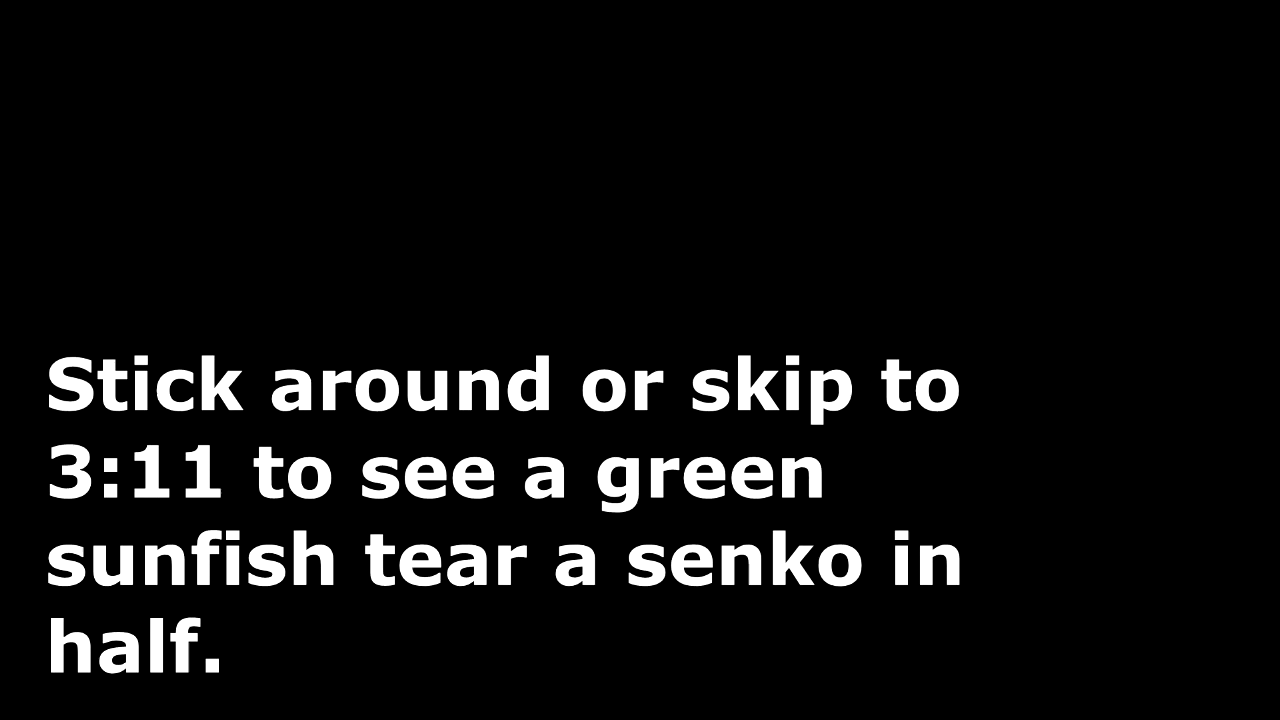 Stick around or skip to
3:11 to see a green
sunfish tear a senko in
half.